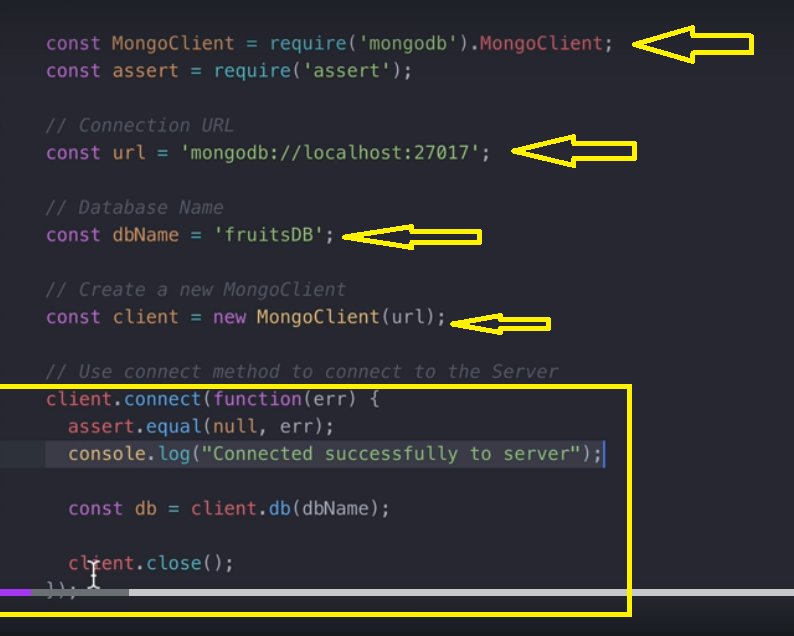 const MongoClient = require('mongodb').MongoClient;
const assert = require('assert');
// Connection URL
const url = 'mongodb://localhost:27017';
// Database Name
const dbName = 'fruitsDB';
// Create a new MongoClient
const client = new MongoClient(url);
// Use connect method to connect to the Server
client.connect(function(err) {
assert.equal(null, err);
console.log("Connected successfully to server");
const db = client.db(dbName);
client.close();
});